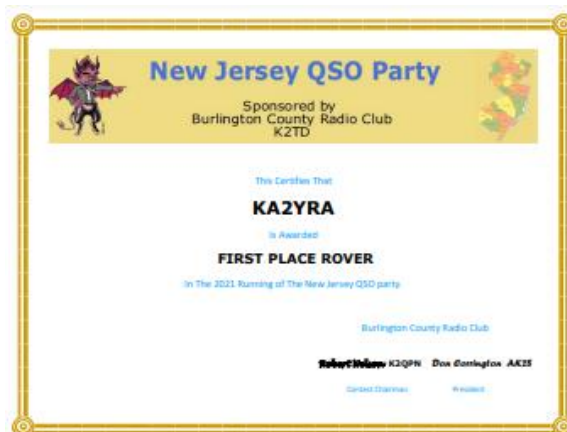 New Jersey QSO Party
Sponsored by
Burlington County Radio Club
K2TD
This Certifies That
KA2YRA
Is Awarded
FIRST PLACE ROVER
In The 2021 Running of The New Jersey QSO party
Burlington County Radio Club
K2QPN Don
Contest Chairman President